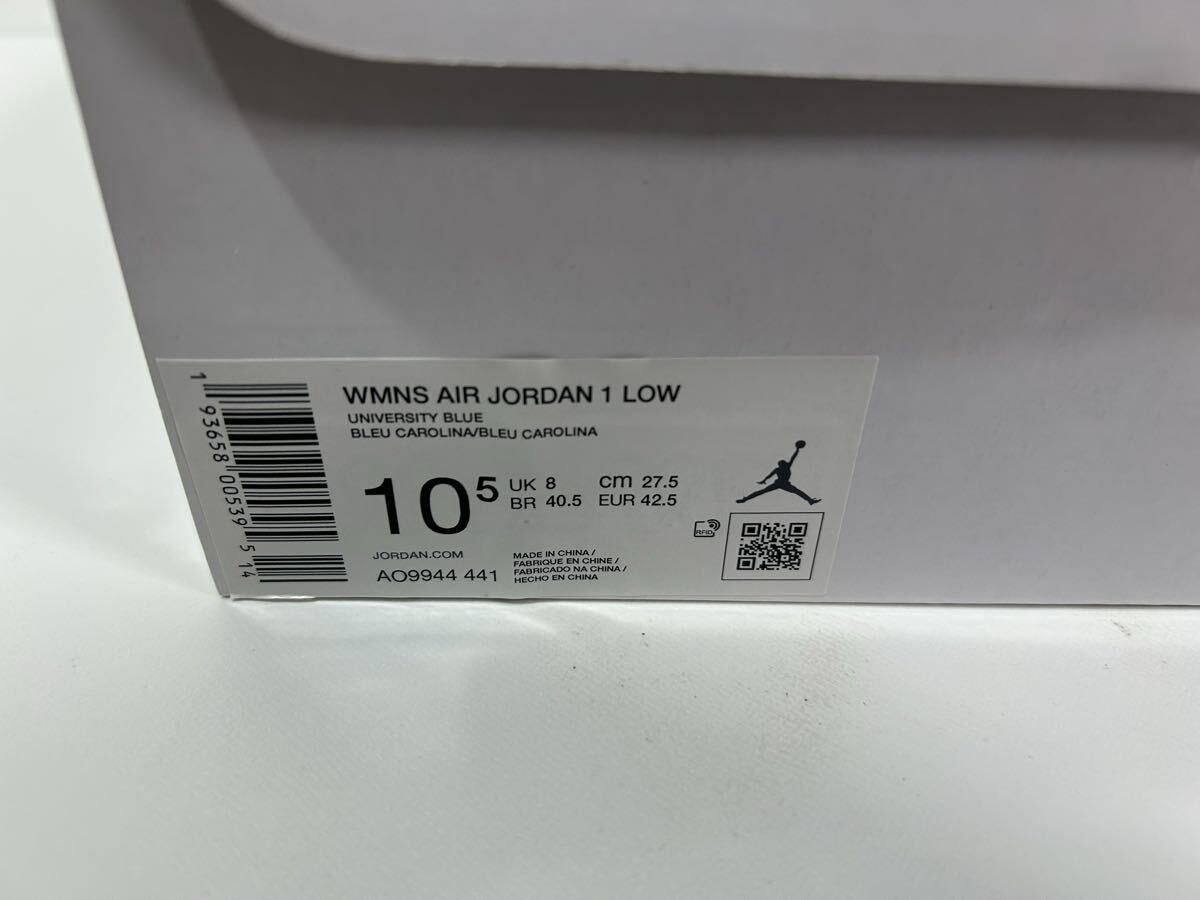 WMNS AIR JORDAN 1 LOW
UNIVERSITY BLUE
BLEU CAROLINA/BLEU CAROLINA
10⁵
UK 8 cm 27.5
BR 40.5 EUR 42.5
JORDAN.COM
AO9944 441
MADE IN CHINA /
FABRIQUE EN CHINE /
FABRICADO NA CHINA /
HECHO EN CHINA
RFID
1 93658 00539 5 14